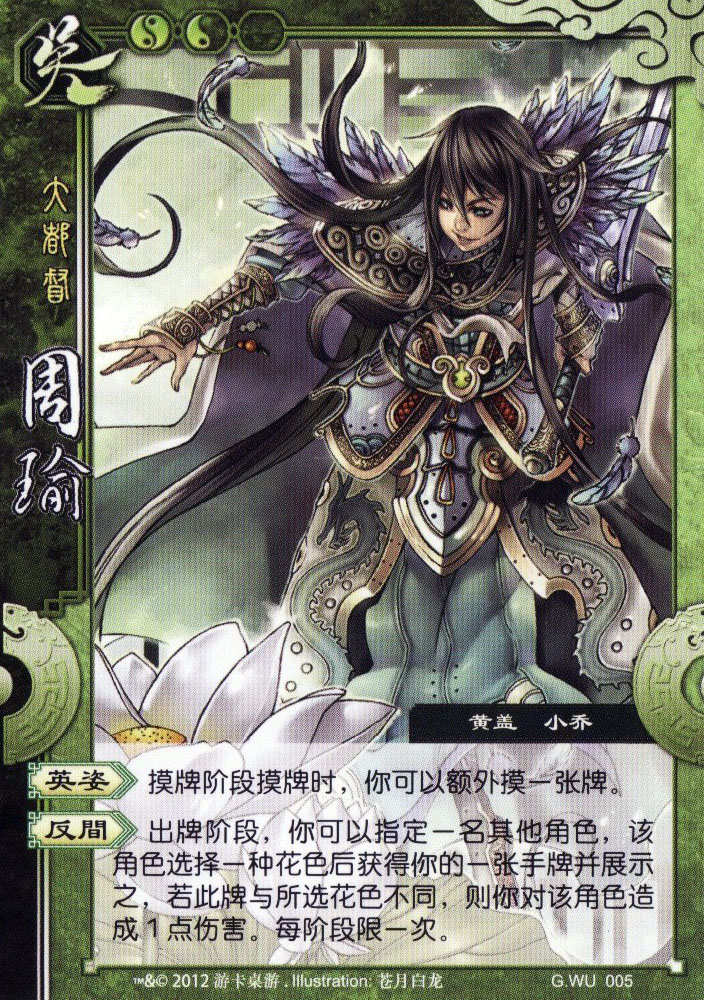 吴
大都督
周瑜
黄盖 小乔
英姿 摸牌阶段摸牌时，你可以额外摸一张牌。
反間 出牌阶段，你可以指定一名其他角色，该
角色选择一种花色后获得你的一张手牌并展示
之，若此牌与所选花色不同，则你对该角色造
成1点伤害。每阶段限一次。
™&© 2012 游卡桌游 . Illustration: 苍月白龙
G.WU 005